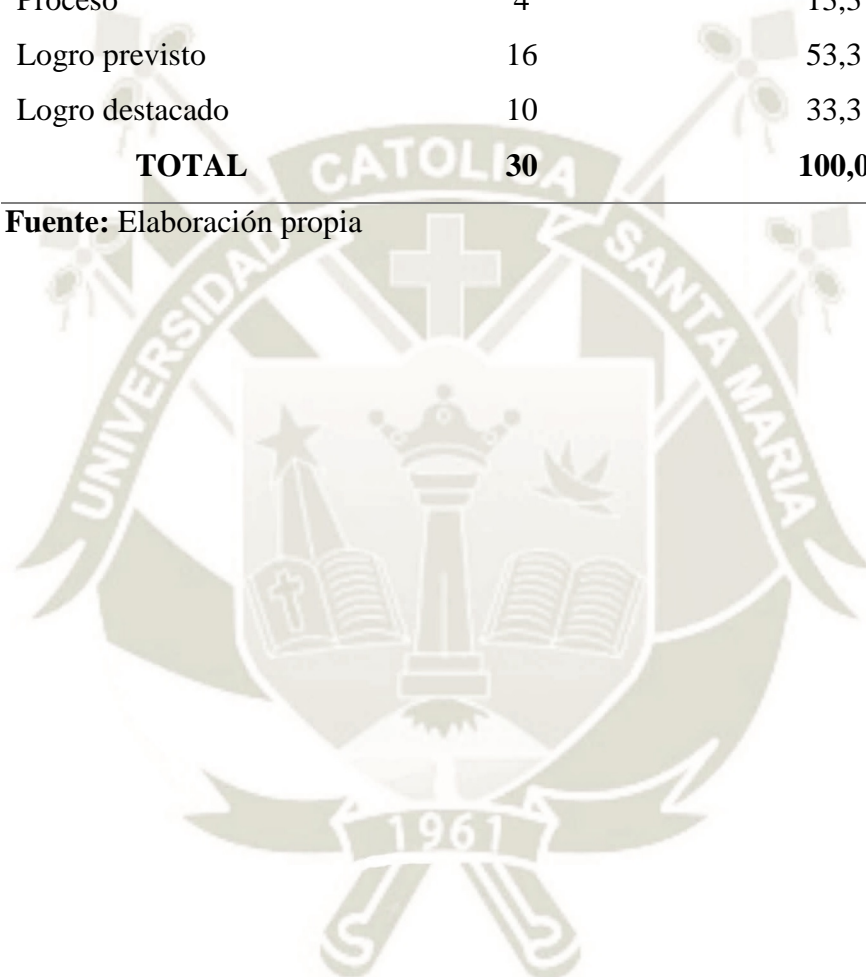 Proceso 4 13,3
Logro previsto 16 53,3
Logro destacado 10 33,3
TOTAL 30 100,0
Fuente: Elaboración propia
UNIVERSIDAD CATOLICA SANTA MARIA
1961